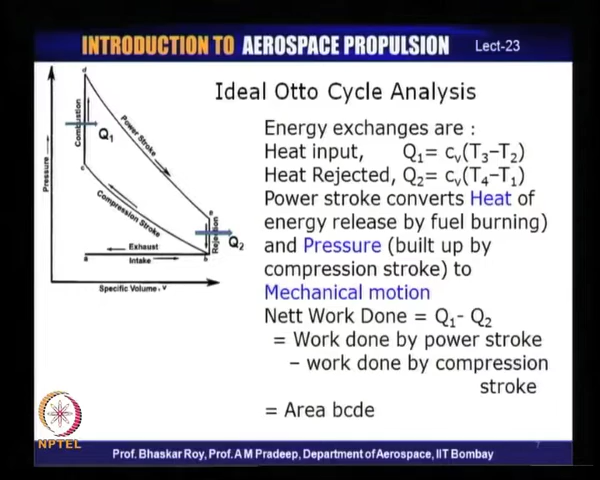 INTRODUCTION TO AEROSPACE PROPULSION
Lect-23
Ideal Otto Cycle Analysis
d
Combustion
Q1
Power Stroke
Pressure
c
Compression Stroke
e
Rejection
Q2
Exhaust
Intake
a
b
Specific Volume, v
Energy exchanges are :
Heat input, Q1= cv(T3–T2)
Heat Rejected, Q2= cv(T4–T1)
Power stroke converts Heat of
energy release by fuel burning)
and Pressure (built up by
compression stroke) to
Mechanical motion
Nett Work Done = Q1- Q2
= Work done by power stroke
– work done by compression
stroke
= Area bcde
NPTEL
7
Prof. Bhaskar Roy, Prof. A M Pradeep, Department of Aerospace, IIT Bombay